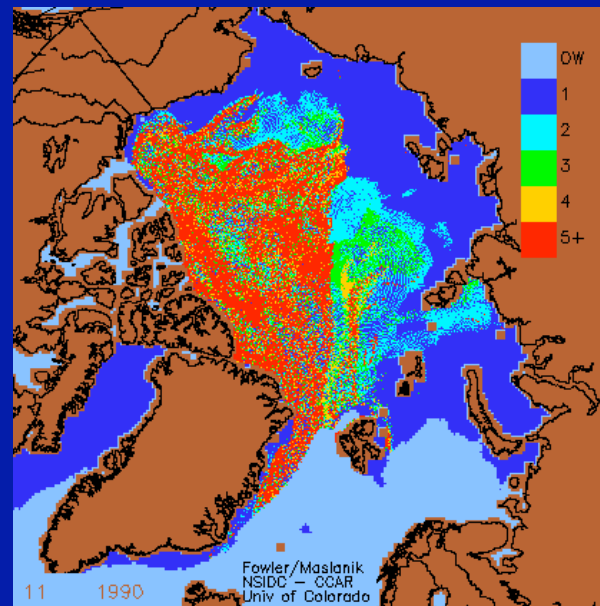 OW
1
2
3
4
5+
Fowler/Maslanik
NSIDC – CCAR
Univ of Colorado
11 1990